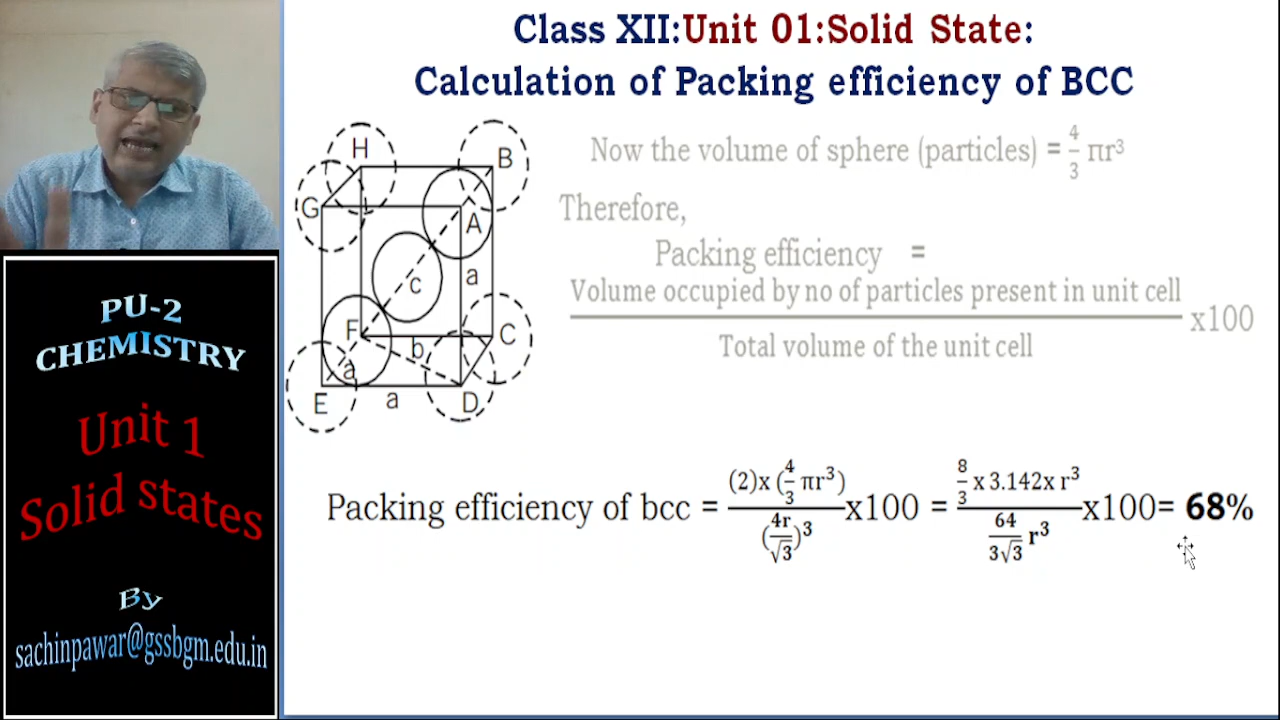 Class XII:Unit 01:Solid State:
Calculation of Packing efficiency of BCC
H
B
G
A
c
a
F
C
b
a
E
a
D
Now the volume of sphere (particles) = 4/3 πr³
Therefore,
Packing efficiency =
Volume occupied by no of particles present in unit cell
x100
Total volume of the unit cell
Packing efficiency of bcc = (2)x (4/3 πr³) / (4r/√3)³ x100 = 8/3 x 3.142x r³ / 64/3√3 r³ x100= 68%
PU-2
CHEMISTRY
Unit 1
Solid states
By
sachinpawar@gssbgm.edu.in